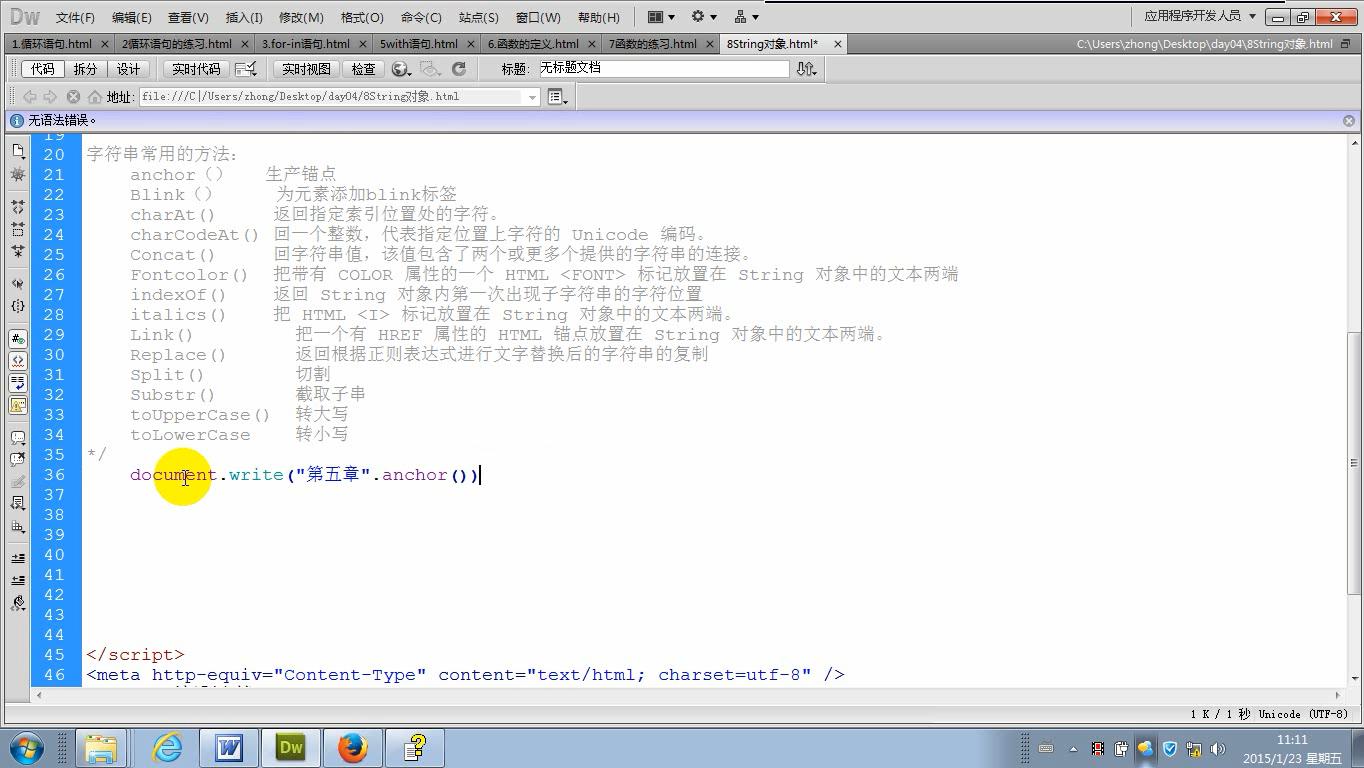 Dw 文件(F) 编辑(E) 查看(V) 插入(I) 修改(M) 格式(O) 命令(C) 站点(S) 窗口(W) 帮助(H) 应用程序开发人员
1.循环语句.html 2循环语句的练习.html 3.for-in语句.html 5with语句.html 6.函数的定义.html 7函数的练习.html 8String对象.html* C:\Users\zhong\Desktop\day04\8String对象.html
代码 拆分 设计 实时代码 实时视图 检查 标题: 无标题文档
地址: file:///C|/Users/zhong/Desktop/day04/8String对象.html
无语法错误。
19
20 字符串常用的方法:
21 anchor（） 生产锚点
22 Blink（） 为元素添加blink标签
23 charAt() 返回指定索引位置处的字符。
24 charCodeAt() 回一个整数，代表指定位置上字符的 Unicode 编码。
25 Concat() 回字符串值，该值包含了两个或更多个提供的字符串的连接。
26 Fontcolor() 把带有 COLOR 属性的一个 HTML <FONT> 标记放置在 String 对象中的文本两端
27 indexOf() 返回 String 对象内第一次出现子字符串的字符位置
28 italics() 把 HTML <I> 标记放置在 String 对象中的文本两端。
29 Link() 把一个有 HREF 属性的 HTML 锚点放置在 String 对象中的文本两端。
30 Replace() 返回根据正则表达式进行文字替换后的字符串的复制
31 Split() 切割
32 Substr() 截取子串
33 toUpperCase() 转大写
34 toLowerCase 转小写
35 */
36 document.write("第五章".anchor())
37
38
39
40
41
42
43
44
45 </script>
46 <meta http-equiv="Content-Type" content="text/html; charset=utf-8" />
1 K / 1 秒 Unicode (UTF-8)
W Dw
11:11
2015/1/23 星期五